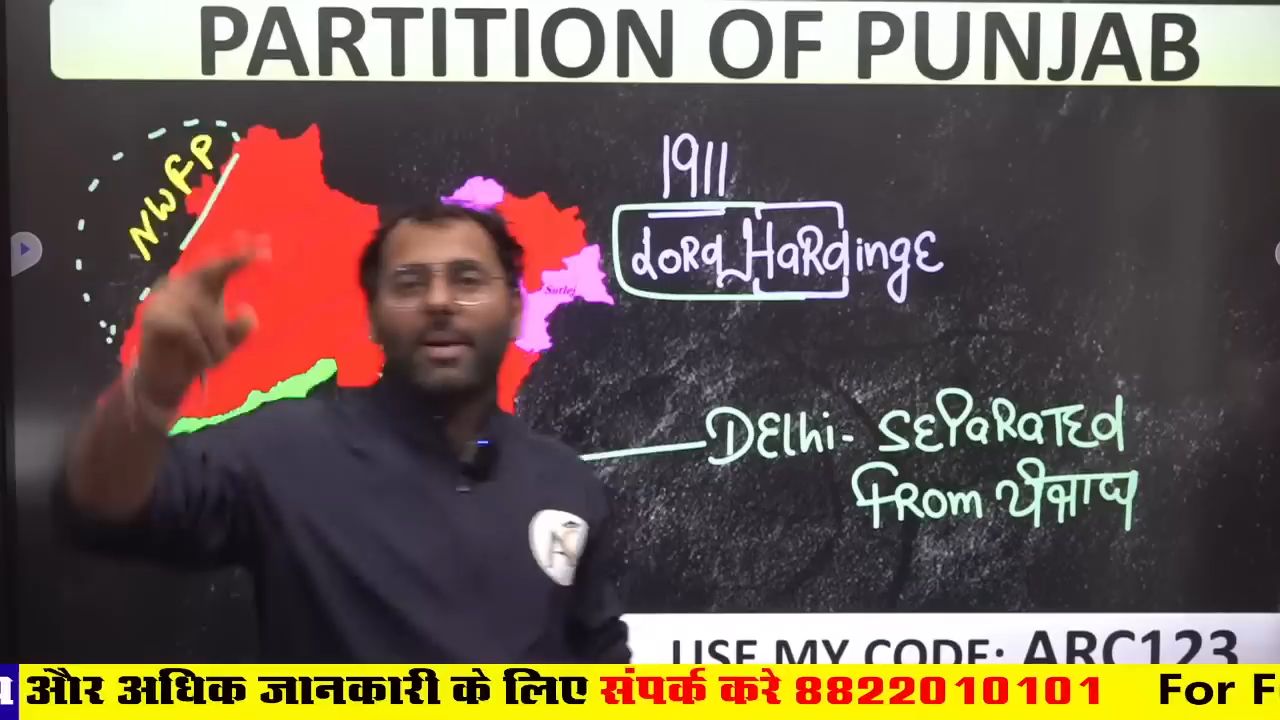 PARTITION OF PUNJAB
NWFP
1911
Lord Hardinge
Sutlej
Delhi- SEPaRaTEd
FRom पंजाब
USE MY CODE: ARC123
और अधिक जानकारी के लिए संपर्क करे 8822010101 For F